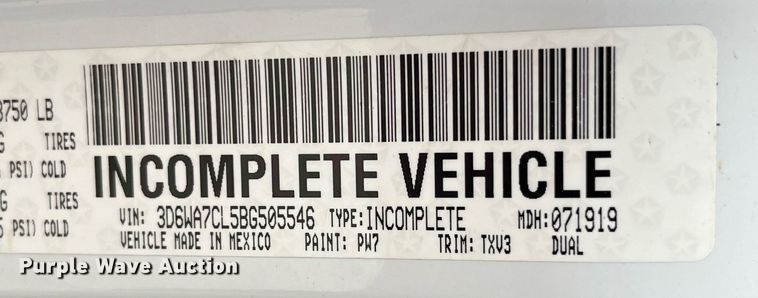 8750 LB
G TIRES
PSI) COLD
INCOMPLETE VEHICLE
G TIRES
5 PSI) COLD
VIN: 3D6WA7CL5BG505546 TYPE: INCOMPLETE MDH: 071919
VEHICLE MADE IN MEXICO PAINT: PW7 TRIM: TXV3 DUAL
Purple Wave Auction